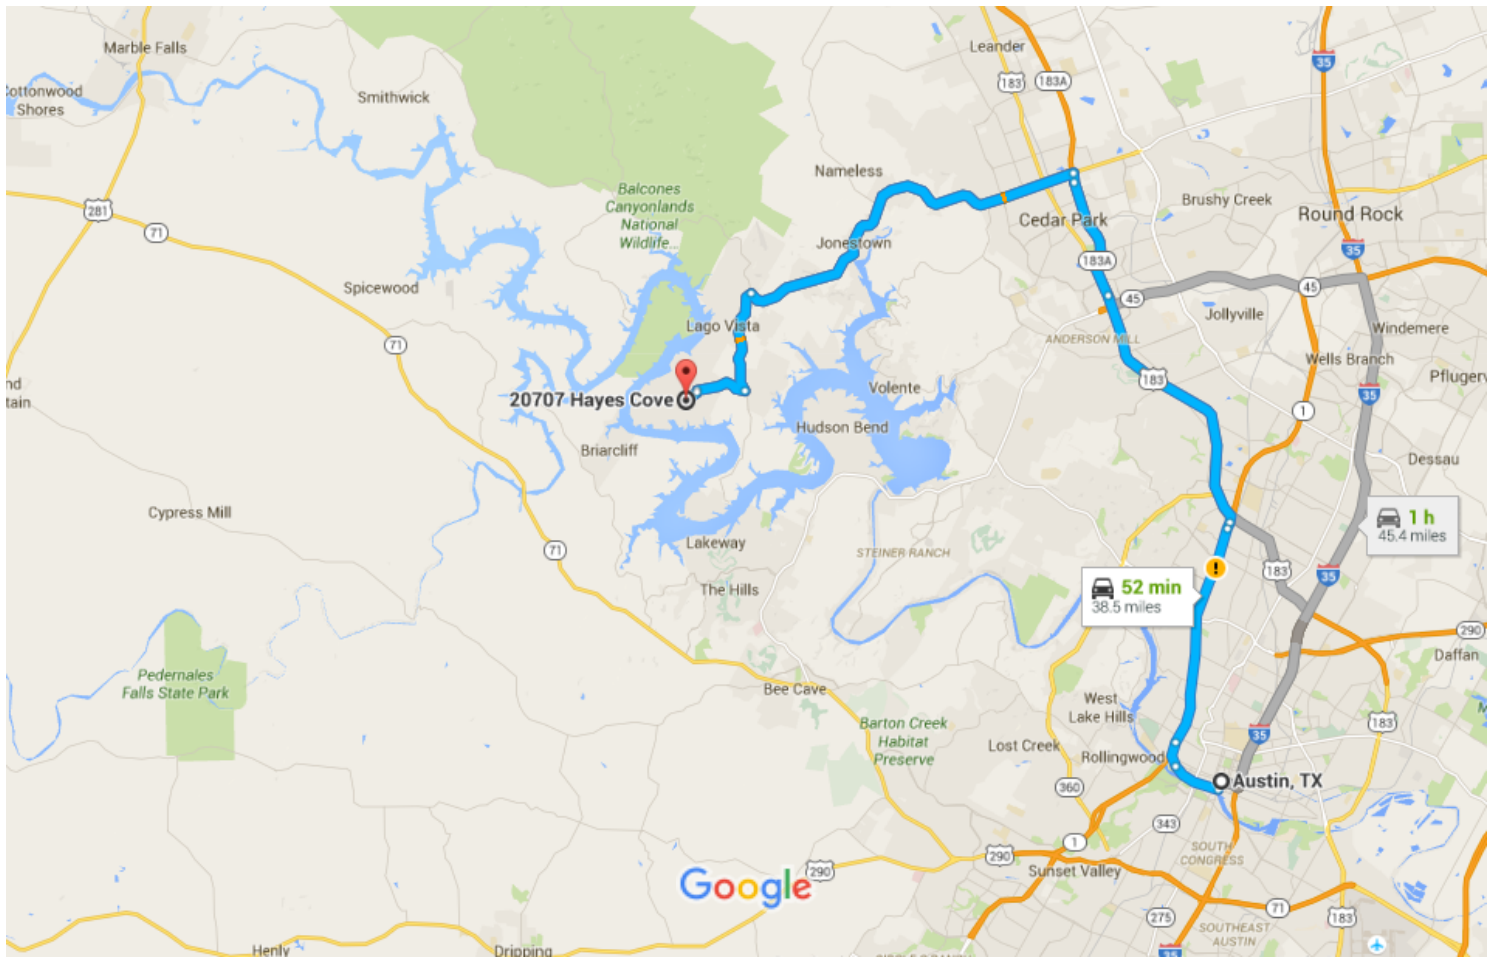 Marble Falls
Leander
35
183
183A
Cottonwood
Shores
Smithwick
Nameless
Balcones
Canyonlands
National
Wildlife...
Brushy Creek
281
71
Cedar Park
Round Rock
Jonestown
35
183A
Spicewood
45
45
Lago Vista
Jollyville
Windemere
71
ANDERSON MILL
Wells Branch
183
Pfluger
Volente
35
20707 Hayes Cove
1
Hudson Bend
Briarcliff
Dessau
Cypress Mill
1 h
45.4 miles
Lakeway
71
STEINER RANCH
The Hills
183
35
52 min
38.5 miles
290
Daffan
Pedernales
Falls State Park
Bee Cave
West
Lake Hills
Barton Creek
Habitat
Preserve
183
35
Lost Creek
Rollingwood
Austin, TX
360
343
1
SOUTH
CONGRESS
290
Google
290
Sunset Valley
71
275
183
SOUTHEAST
AUSTIN
Henly
Dripping
35